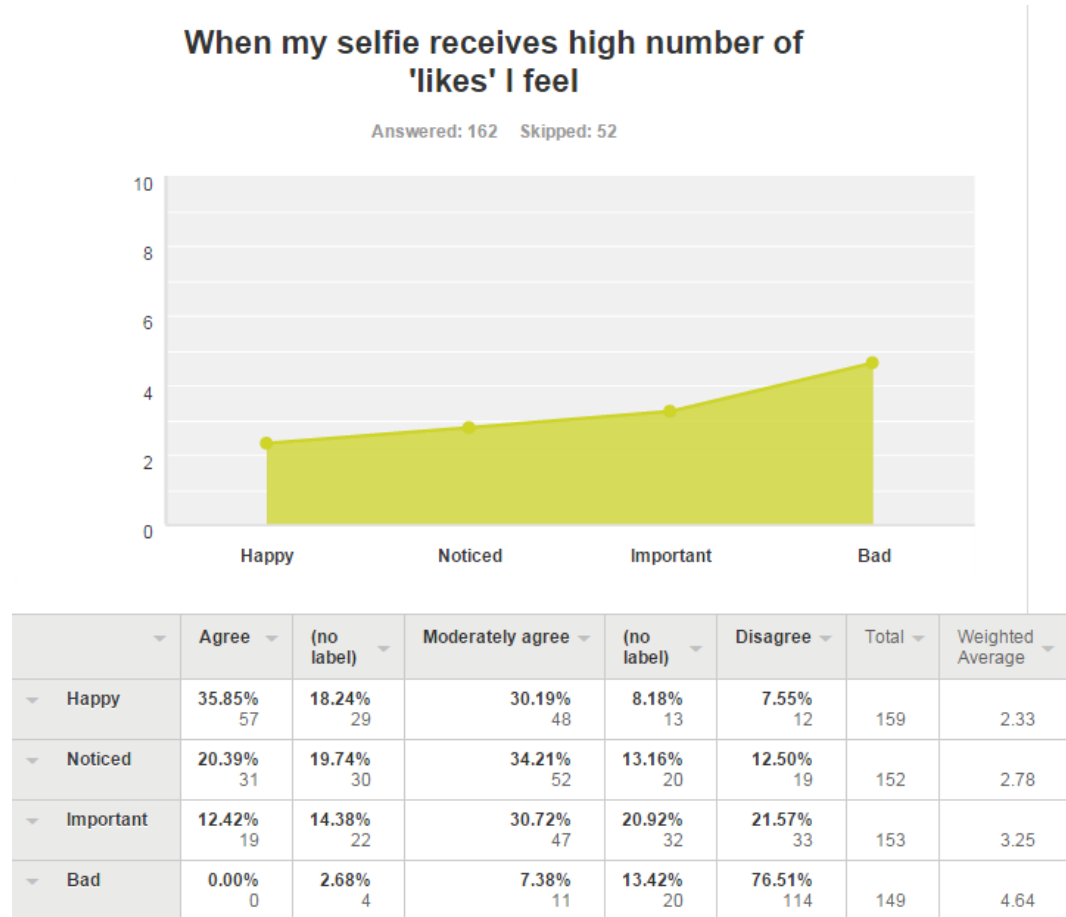 When my selfie receives high number of
'likes' I feel
Answered: 162 Skipped: 52
10
8
6
4
2
0
Happy Noticed Important Bad
Agree (no label) Moderately agree (no label) Disagree Total Weighted Average
Happy 35.85% 18.24% 30.19% 8.18% 7.55%
57 29 48 13 12 159 2.33
Noticed 20.39% 19.74% 34.21% 13.16% 12.50%
31 30 52 20 19 152 2.78
Important 12.42% 14.38% 30.72% 20.92% 21.57%
19 22 47 32 33 153 3.25
Bad 0.00% 2.68% 7.38% 13.42% 76.51%
0 4 11 20 114 149 4.64